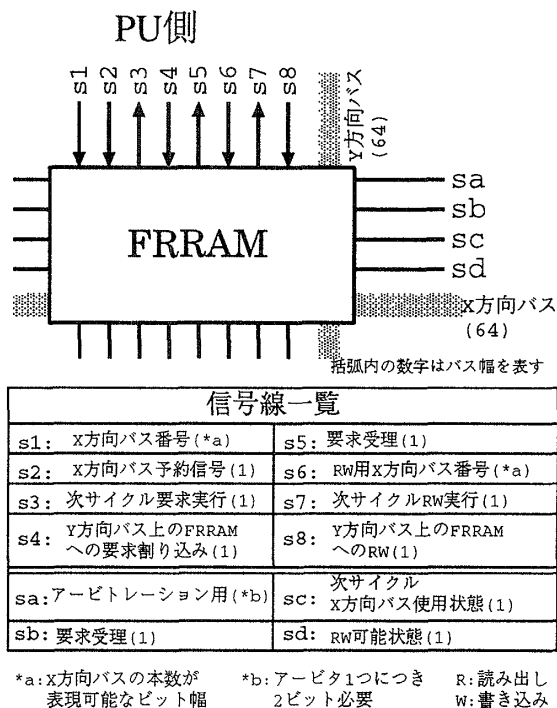 PU側
s1 s2 s3 s4 s5 s6 s7 s8
Y方向バス
(64)
FRRAM
sa
sb
sc
sd
X方向バス
(64)
括弧内の数字はバス幅を表す
信号線一覧
s1: X方向バス番号(*a)
s5:要求受理(1)
s2: X方向バス予約信号(1)
s6: RW用X方向バス番号(*a)
s3:次サイクル要求実行(1)
s7: 次サイクルRW実行(1)
s4: Y方向バス上のFRRAM
への要求割り込み(1)
s8: Y方向バス上のFRRAM
へのRW(1)
sa:アービトレーション用(*b)
sc: 次サイクル
X方向バス使用状態(1)
sb:要求受理(1)
sd: RW可能状態(1)
*a:X方向バスの本数が
表現可能なビット幅
*b:アービタ1つにつき
2ビット必要
R:読み出し
W:書き込み